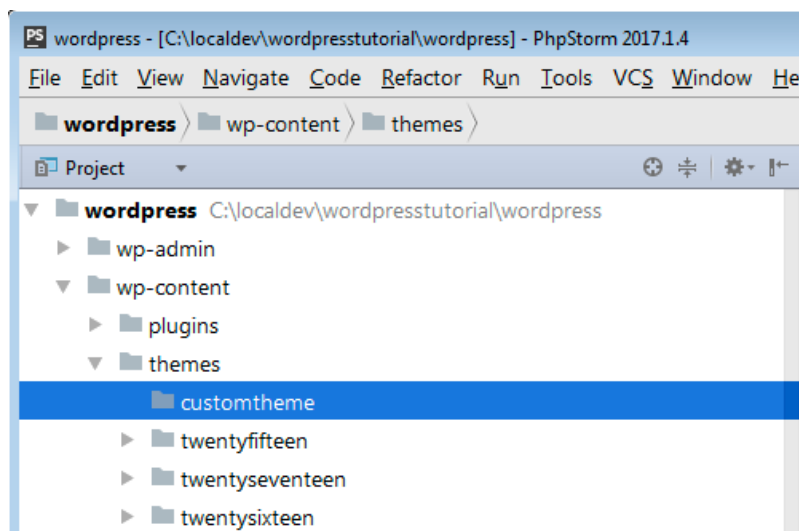 PS wordpress - [C:\localdev\wordpresstutorial\wordpress] - PhpStorm 2017.1.4
File Edit View Navigate Code Refactor Run Tools VCS Window He
wordpress wp-content themes
Project
wordpress C:\localdev\wordpresstutorial\wordpress
wp-admin
wp-content
plugins
themes
customtheme
twentyfifteen
twentyseventeen
twentysixteen